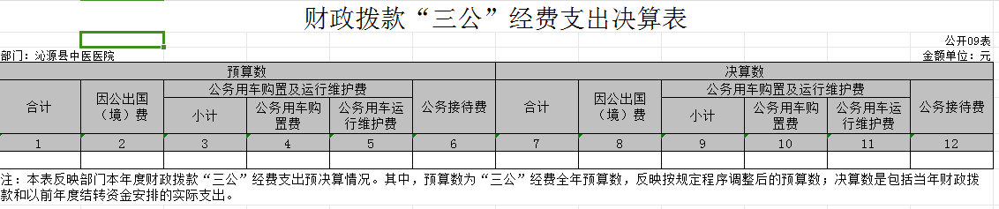 财政拨款“三公”经费支出决算表
公开09表
部门：沁源县中医医院
金额单位：元
预算数
决算数
合计
因公出国
（境）费
公务用车购置及运行维护费
小计
公务用车购
置费
公务用车运
行维护费
公务接待费
合计
因公出国
（境）费
公务用车购置及运行维护费
小计
公务用车购
置费
公务用车运
行维护费
公务接待费
1 2 3 4 5 6 7 8 9 10 11 12
注：本表反映部门本年度财政拨款“三公”经费支出预决算情况。其中，预算数为“三公”经费全年预算数，反映按规定程序调整后的预算数；决算数是包括当年财政拨
款和以前年度结转资金安排的实际支出。